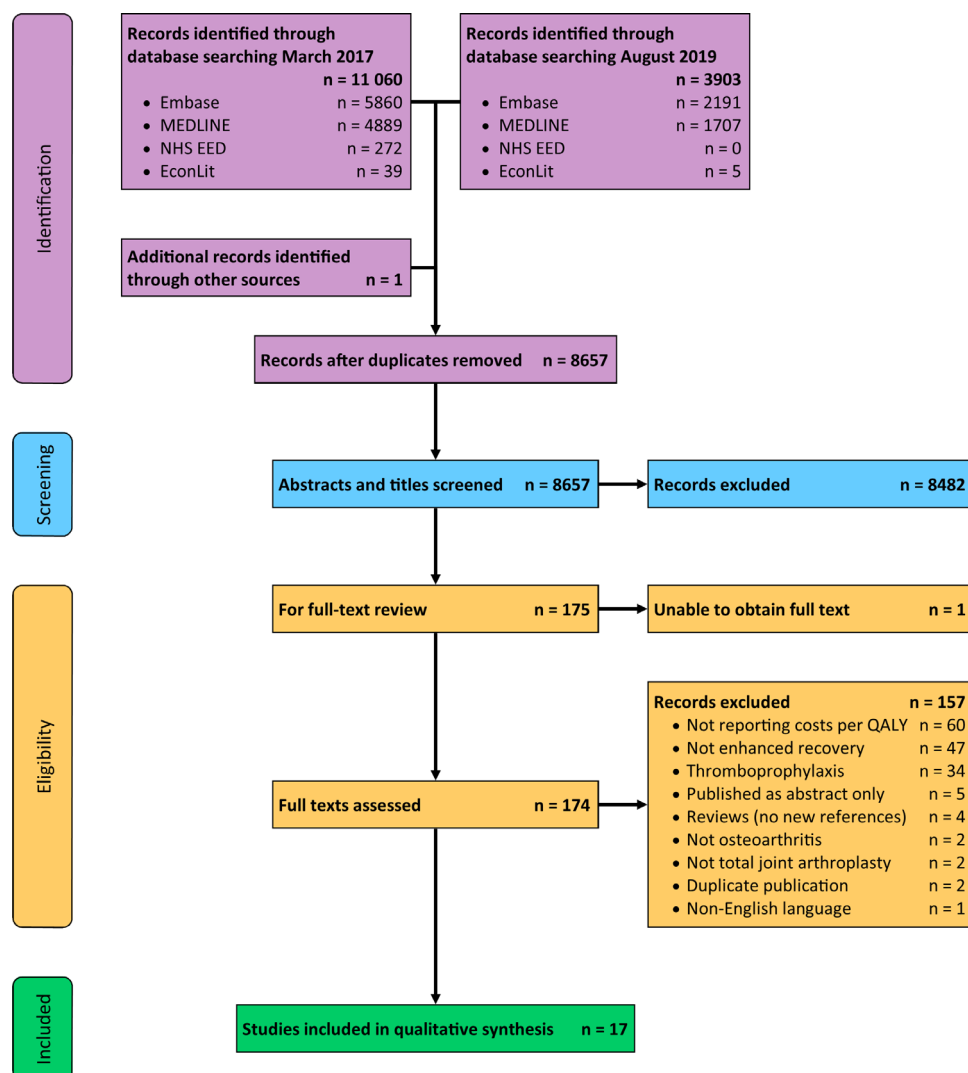 Identification
Records identified through
database searching March 2017
n = 11 060
• Embase n = 5860
• MEDLINE n = 4889
• NHS EED n = 272
• EconLit n = 39
Records identified through
database searching August 2019
n = 3903
• Embase n = 2191
• MEDLINE n = 1707
• NHS EED n = 0
• EconLit n = 5
Additional records identified
through other sources n = 1
Records after duplicates removed n = 8657
Screening
Abstracts and titles screened n = 8657
Records excluded n = 8482
Eligibility
For full-text review n = 175
Unable to obtain full text n = 1
Full texts assessed n = 174
Records excluded n = 157
• Not reporting costs per QALY n = 60
• Not enhanced recovery n = 47
• Thromboprophylaxis n = 34
• Published as abstract only n = 5
• Reviews (no new references) n = 4
• Not osteoarthritis n = 2
• Not total joint arthroplasty n = 2
• Duplicate publication n = 2
• Non-English language n = 1
Included
Studies included in qualitative synthesis n = 17